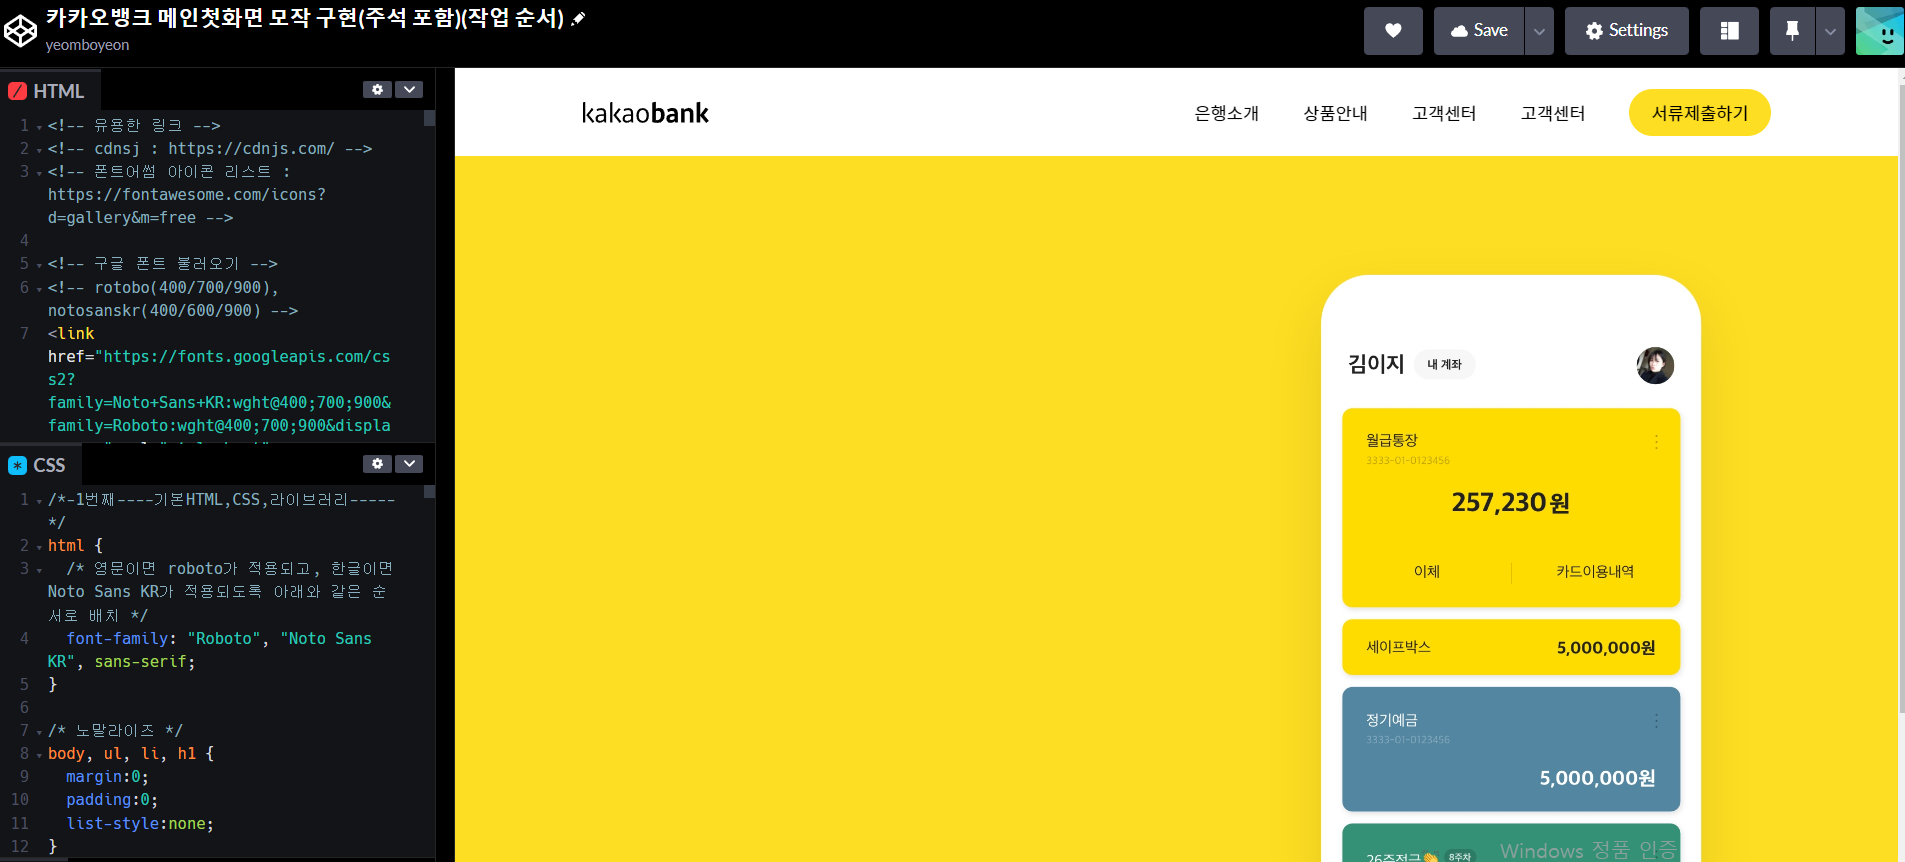 카카오뱅크 메인첫화면 모작 구현(주석 포함)(작업 순서)
yeomboyeon
Save
Settings
HTML
1 <!-- 유용한 링크 -->
2 <!-- cdnsj : https://cdnjs.com/ -->
3 <!-- 폰트어썸 아이콘 리스트 :
https://fontawesome.com/icons?
d=gallery&m=free -->
4
5 <!-- 구글 폰트 불러오기 -->
6 <!-- rotobo(400/700/900),
notosanskr(400/600/900) -->
7 <link
href="https://fonts.googleapis.com/cs
s2?
family=Noto+Sans+KR:wght@400;700;900&
family=Roboto:wght@400;700;900&displa
CSS
1 /*-1번째----기본HTML,CSS,라이브러리-----
*/
2 html {
3 /* 영문이면 roboto가 적용되고, 한글이면
Noto Sans KR가 적용되도록 아래와 같은 순
서로 배치 */
4 font-family: "Roboto", "Noto Sans
KR", sans-serif;
5 }
6
7 /* 노말라이즈 */
8 body, ul, li, h1 {
9 margin:0;
10 padding:0;
11 list-style:none;
12 }
kakaobank
은행소개 상품안내 고객센터 고객센터 서류제출하기
김이지 내 계좌
월급통장
3333-01-0123456
257,230원
이체 카드이용내역
세이프박스 5,000,000원
정기예금
3333-01-0123456
5,000,000원
26주적금 8주차
Windows 정품 인증